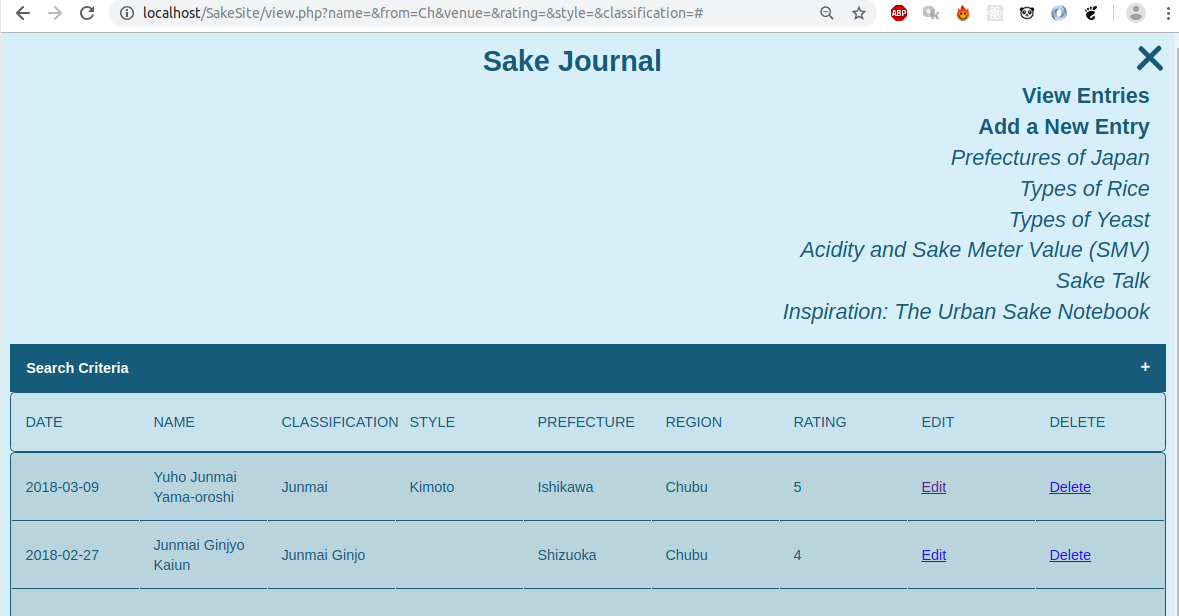 localhost/SakeSite/view.php?name=&from=Ch&venue=&rating=&style=&classification=#
ABP
Sake Journal
View Entries
Add a New Entry
Prefectures of Japan
Types of Rice
Types of Yeast
Acidity and Sake Meter Value (SMV)
Sake Talk
Inspiration: The Urban Sake Notebook
Search Criteria +
DATE NAME CLASSIFICATION STYLE PREFECTURE REGION RATING EDIT DELETE
2018-03-09 Yuho Junmai Yama-oroshi Junmai Kimoto Ishikawa Chubu 5 Edit Delete
2018-02-27 Junmai Ginjyo Kaiun Junmai Ginjo Shizuoka Chubu 4 Edit Delete